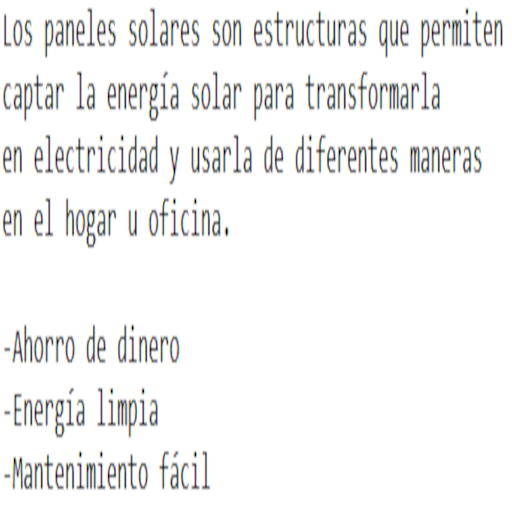 Los paneles solares son estructuras que permiten
captar la energía solar para transformarla
en electricidad y usarla de diferentes maneras
en el hogar u oficina.
-Ahorro de dinero
-Energía limpia
-Mantenimiento fácil